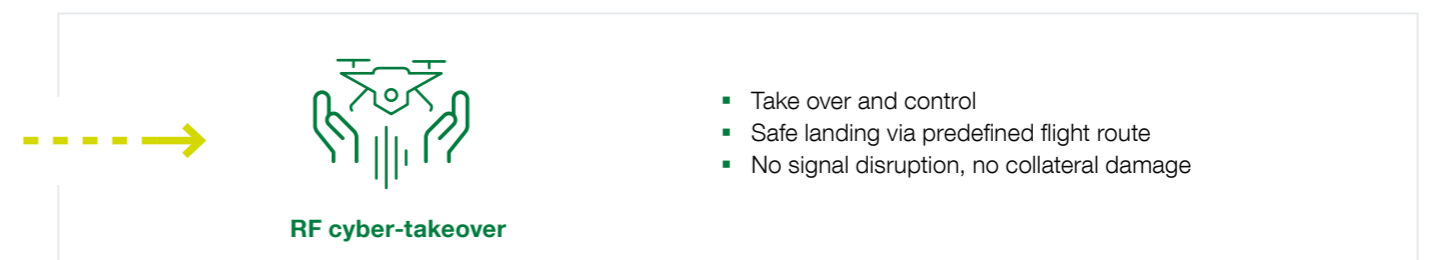 ▪ Take over and control
▪ Safe landing via predefined flight route
▪ No signal disruption, no collateral damage
RF cyber-takeover